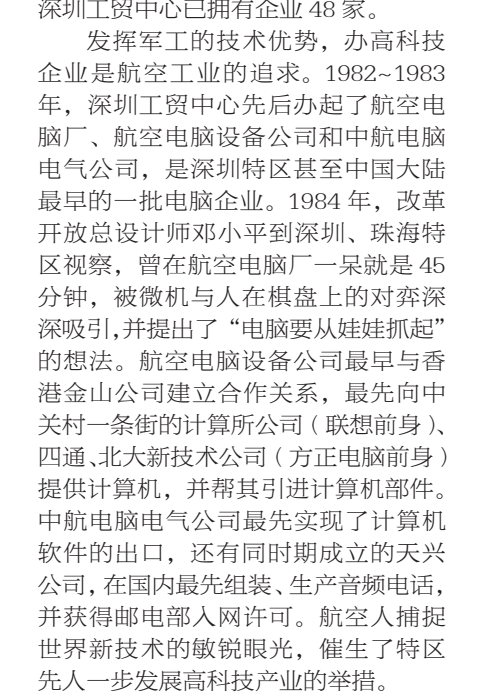 深圳工贸中心已拥有企业 48 家。
发挥军工的技术优势，办高科技
企业是航空工业的追求。1982~1983
年，深圳工贸中心先后办起了航空电
脑厂、航空电脑设备公司和中航电脑
电气公司，是深圳特区甚至中国大陆
最早的一批电脑企业。1984 年，改革
开放总设计师邓小平到深圳、珠海特
区视察，曾在航空电脑厂一呆就是 45
分钟，被微机与人在棋盘上的对弈深
深吸引，并提出了“电脑要从娃娃抓起”
的想法。航空电脑设备公司最早与香
港金山公司建立合作关系，最先向中
关村一条街的计算所公司（联想前身）、
四通、北大新技术公司（方正电脑前身）
提供计算机，并帮其引进计算机部件。
中航电脑电气公司最先实现了计算机
软件的出口，还有同时期成立的天兴
公司，在国内最先组装、生产音频电话，
并获得邮电部入网许可。航空人捕捉
世界新技术的敏锐眼光，催生了特区
先人一步发展高科技产业的举措。